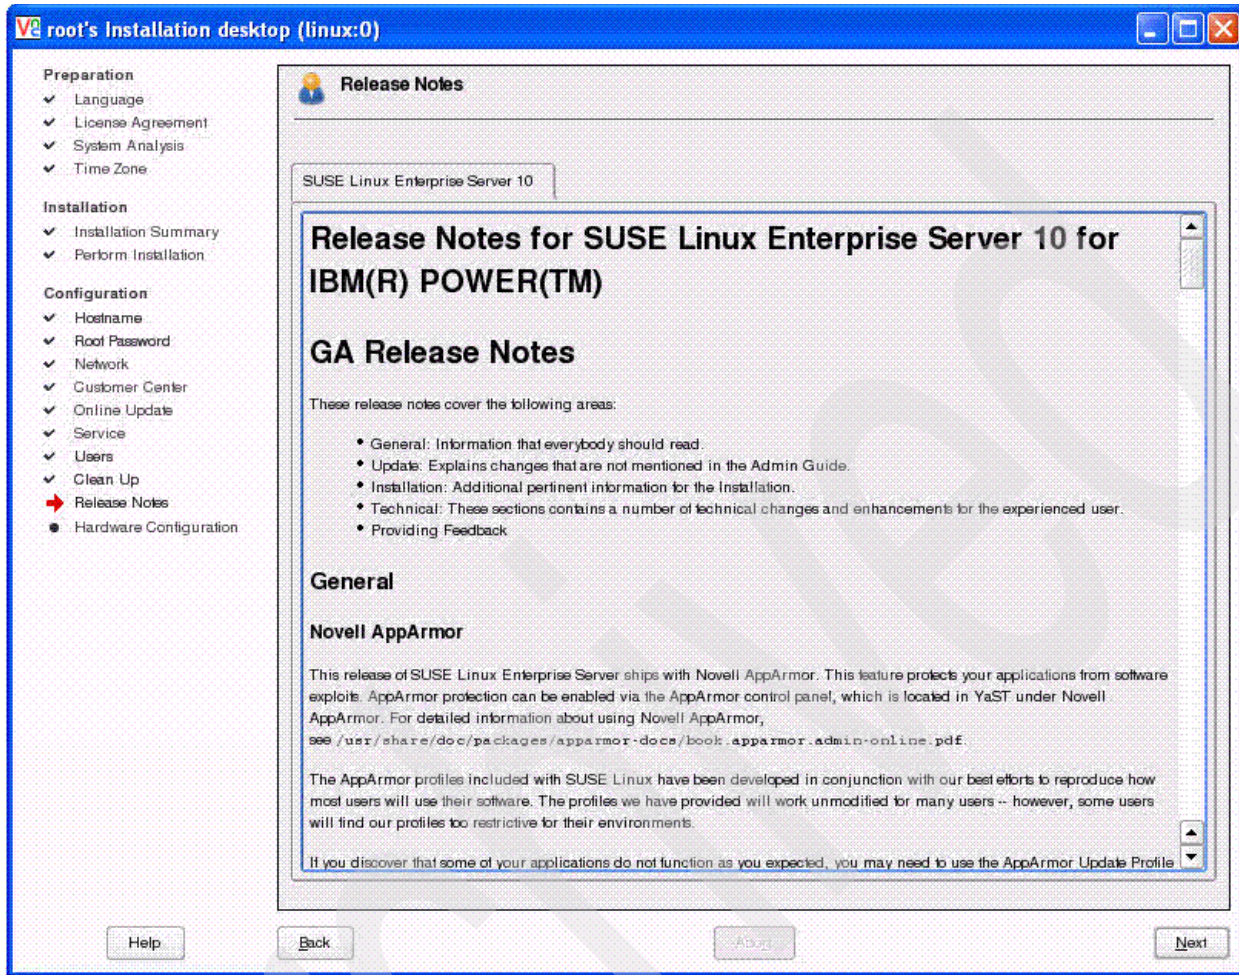 root's Installation desktop (linux:0)
Preparation
Language
License Agreement
System Analysis
Time Zone
Installation
Installation Summary
Perform Installation
Configuration
Hostname
Root Password
Network
Customer Center
Online Update
Service
Users
Clean Up
Release Notes
Hardware Configuration
Release Notes
SUSE Linux Enterprise Server 10
Release Notes for SUSE Linux Enterprise Server 10 for
IBM(R) POWER(TM)
GA Release Notes
These release notes cover the following areas:
• General: Information that everybody should read.
• Update: Explains changes that are not mentioned in the Admin Guide.
• Installation: Additional pertinent information for the Installation.
• Technical: These sections contains a number of technical changes and enhancements for the experienced user.
• Providing Feedback
General
Novell AppArmor
This release of SUSE Linux Enterprise Server ships with Novell AppArmor. This feature protects your applications from software
exploits. AppArmor protection can be enabled via the AppArmor control panel, which is located in YaST under Novell
AppArmor. For detailed information about using Novell AppArmor,
see /usr/share/doc/packages/apparmor-docs/book.apparmor.admin-online.pdf.
The AppArmor profiles included with SUSE Linux have been developed in conjunction with our best efforts to reproduce how
most users will use their software. The profiles we have provided will work unmodified for many users -- however, some users
will find our profiles too restrictive for their environments.
If you discover that some of your applications do not function as you expected, you may need to use the AppArmor Update Profile
Help
Back
Abort
Next